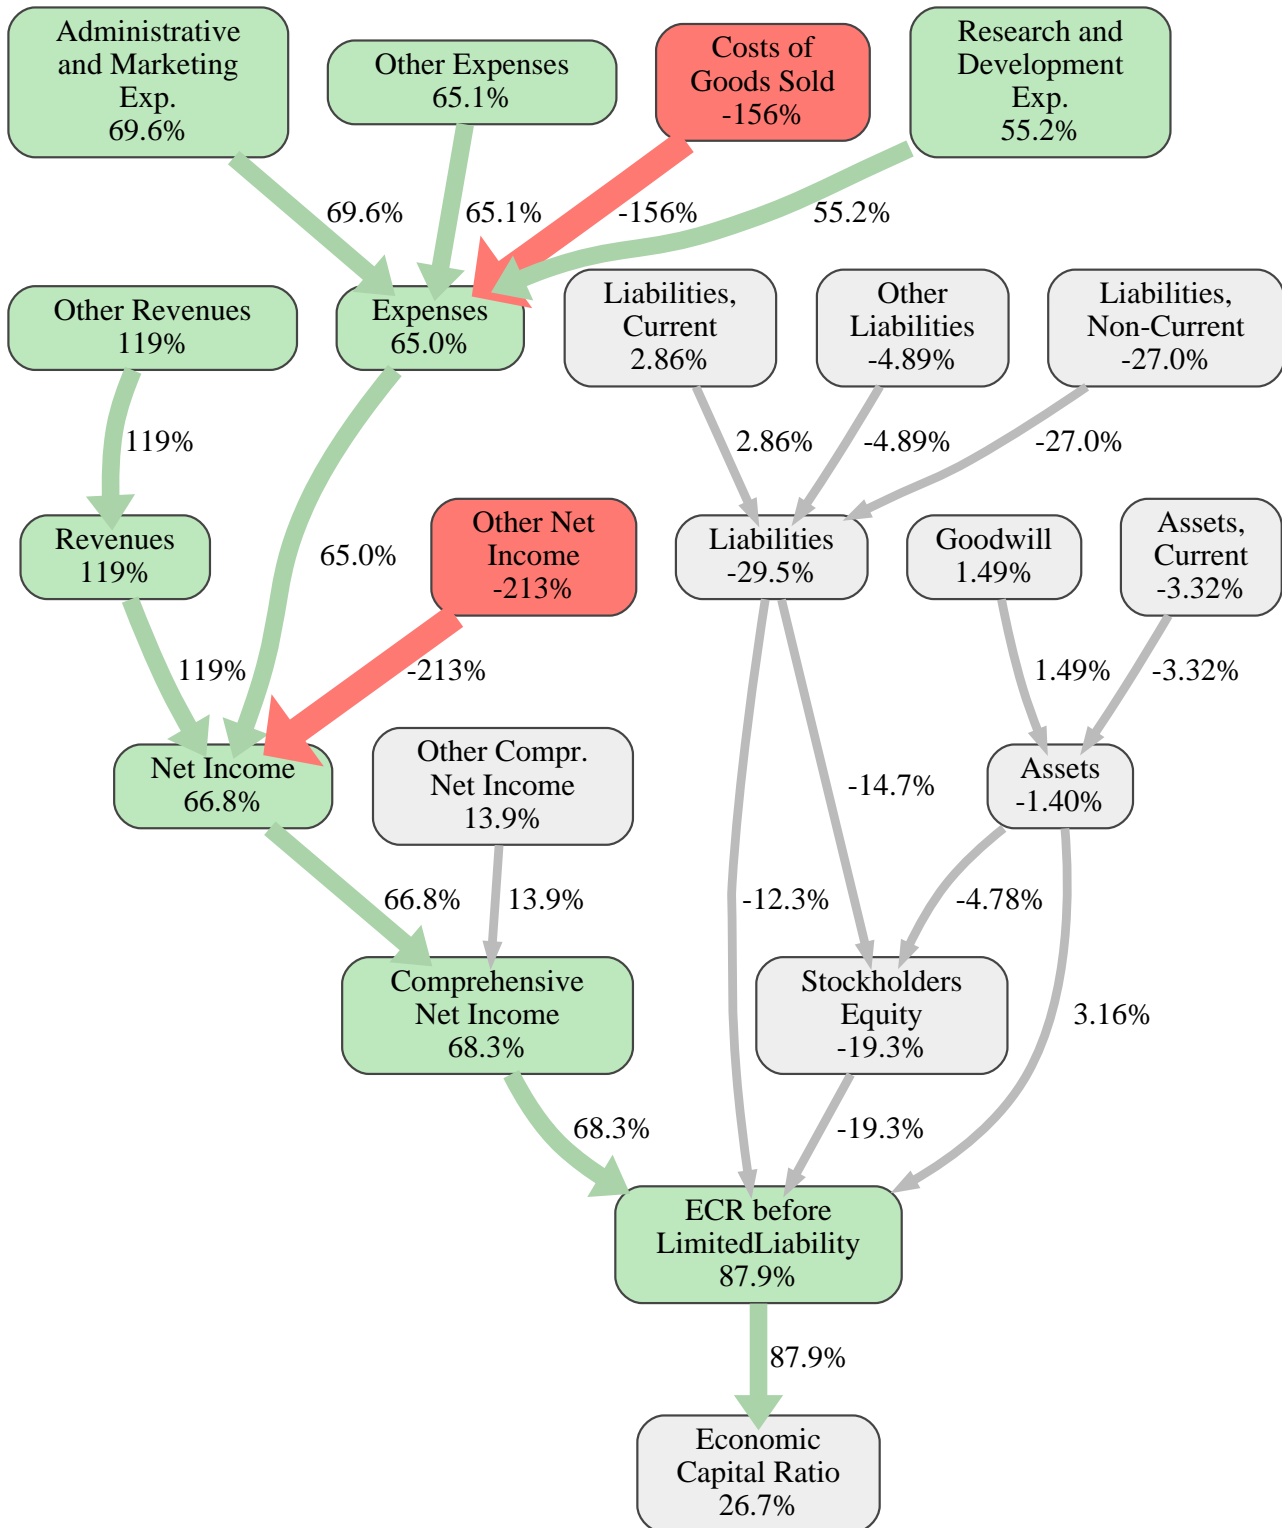 Administrative
and Marketing
Exp.
69.6%
Other Expenses
65.1%
Costs of
Goods Sold
-156%
Research and
Development
Exp.
55.2%
69.6%
65.1%
-156%
55.2%
Other Revenues
119%
Expenses
65.0%
Liabilities,
Current
2.86%
Other
Liabilities
-4.89%
Liabilities,
Non-Current
-27.0%
119%
2.86%
-4.89%
-27.0%
Revenues
119%
65.0%
Other Net
Income
-213%
Liabilities
-29.5%
Goodwill
1.49%
Assets,
Current
-3.32%
119%
-213%
1.49%
-3.32%
Net Income
66.8%
Other Compr.
Net Income
13.9%
-14.7%
Assets
-1.40%
66.8%
13.9%
-12.3%
-4.78%
Comprehensive
Net Income
68.3%
Stockholders
Equity
-19.3%
3.16%
68.3%
-19.3%
ECR before
LimitedLiability
87.9%
87.9%
Economic
Capital Ratio
26.7%